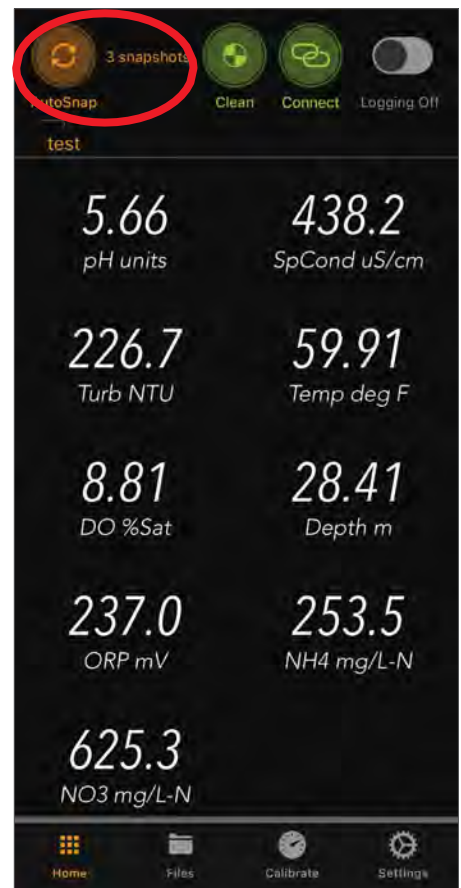 3 snapshots
AutoSnap Clean Connect Logging Off
test
5.66 438.2
pH units SpCond uS/cm
226.7 59.91
Turb NTU Temp deg F
8.81 28.41
DO %Sat Depth m
237.0 253.5
ORP mV NH4 mg/L-N
625.3
NO3 mg/L-N
Home Files Calibrate Settings